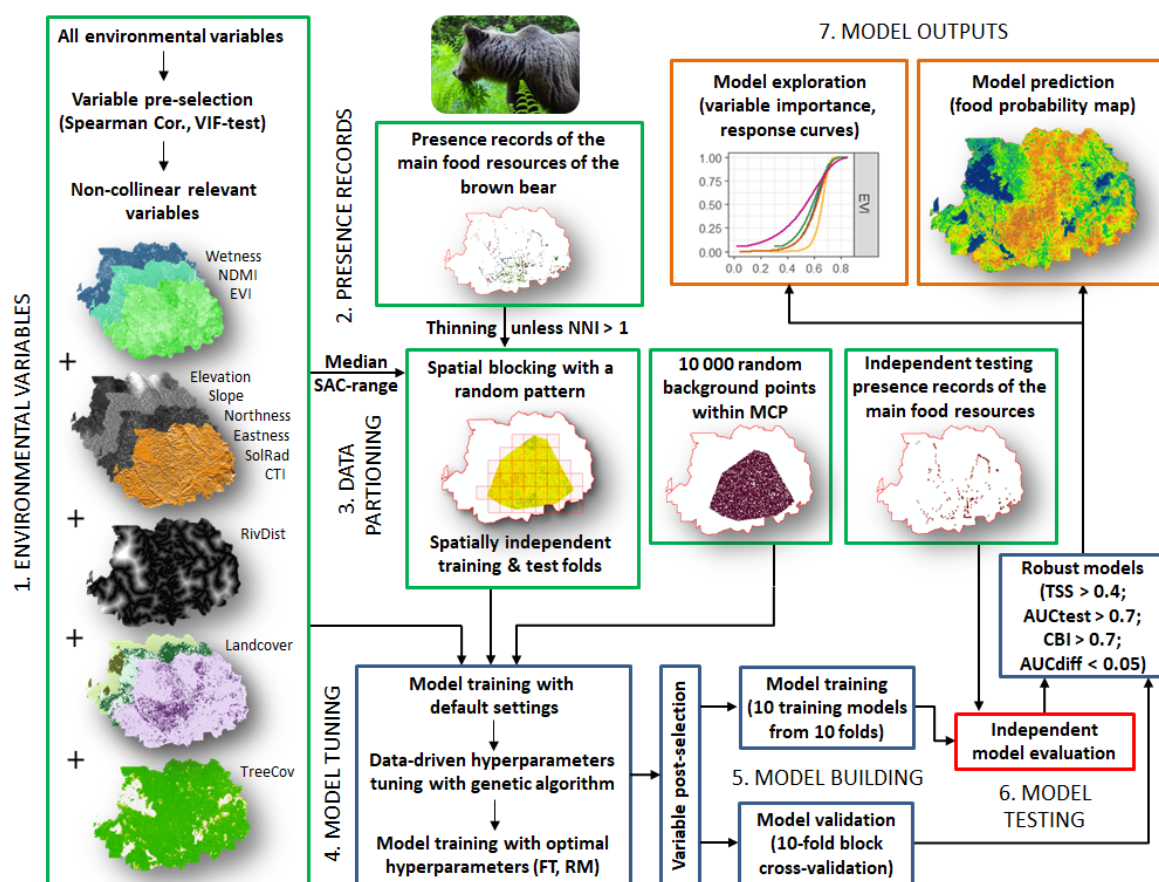 1. ENVIRONMENTAL VARIABLES
All environmental variables
Variable pre-selection
(Spearman Cor., VIF-test)
Non-collinear relevant
variables
Wetness
NDMI
EVI
+
Elevation
Slope
Northness
Eastness
SolRad
CTI
+
RivDist
+
Landcover
+
TreeCov
2. PRESENCE RECORDS
Presence records of the
main food resources of the
brown bear
Thinning unless NNI > 1
Median
SAC-range
3. DATA
PARTIONING
Spatial blocking with a
random pattern
Spatially independent
training & test folds
10 000 random
background points
within MCP
Independent testing
presence records of the
main food resources
4. MODEL TUNING
Model training with
default settings
Data-driven hyperparameters
tuning with genetic algorithm
Model training with optimal
hyperparameters (FT, RM)
Variable post-selection
5. MODEL BUILDING
Model training
(10 training models
from 10 folds)
Model validation
(10-fold block
cross-validation)
6. MODEL
TESTING
Independent
model evaluation
Robust models
(TSS > 0.4;
AUCtest > 0.7;
CBI > 0.7;
AUCdiff < 0.05)
7. MODEL OUTPUTS
Model exploration
(variable importance,
response curves)
1.00
0.75
0.50
0.25
0.00
0.0 0.2 0.4 0.6 0.8
EVI
Model prediction
(food probability map)